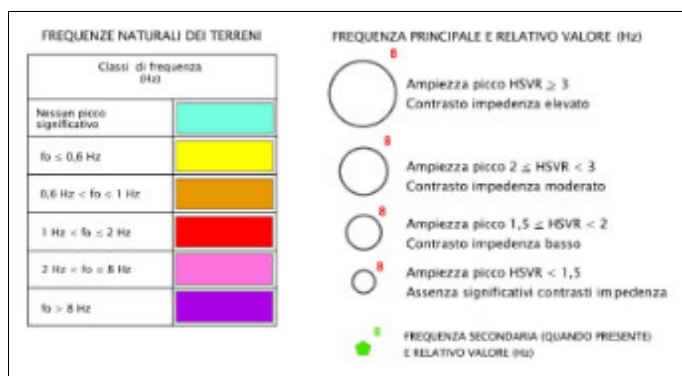 FREQUENZE NATURALI DEI TERRENI
Classi di frequenza
(Hz)
Nessun picco
significativo
fo ≤ 0,6 Hz
0,6 Hz < fo ≤ 1 Hz
1 Hz < fo ≤ 2 Hz
2 Hz < fo ≤ 8 Hz
fo > 8 Hz
FREQUENZA PRINCIPALE E RELATIVO VALORE (Hz)
8
Ampiezza picco HSVR ≥ 3
Contrasto impedenza elevato
8
Ampiezza picco 2 ≤ HSVR < 3
Contrasto impedenza moderato
8
Ampiezza picco 1,5 ≤ HSVR < 2
Contrasto impedenza basso
8
Ampiezza picco HSVR < 1,5
Assenza significativi contrasti impedenza
8
FREQUENZA SECONDARIA (QUANDO PRESENTE)
E RELATIVO VALORE (Hz)